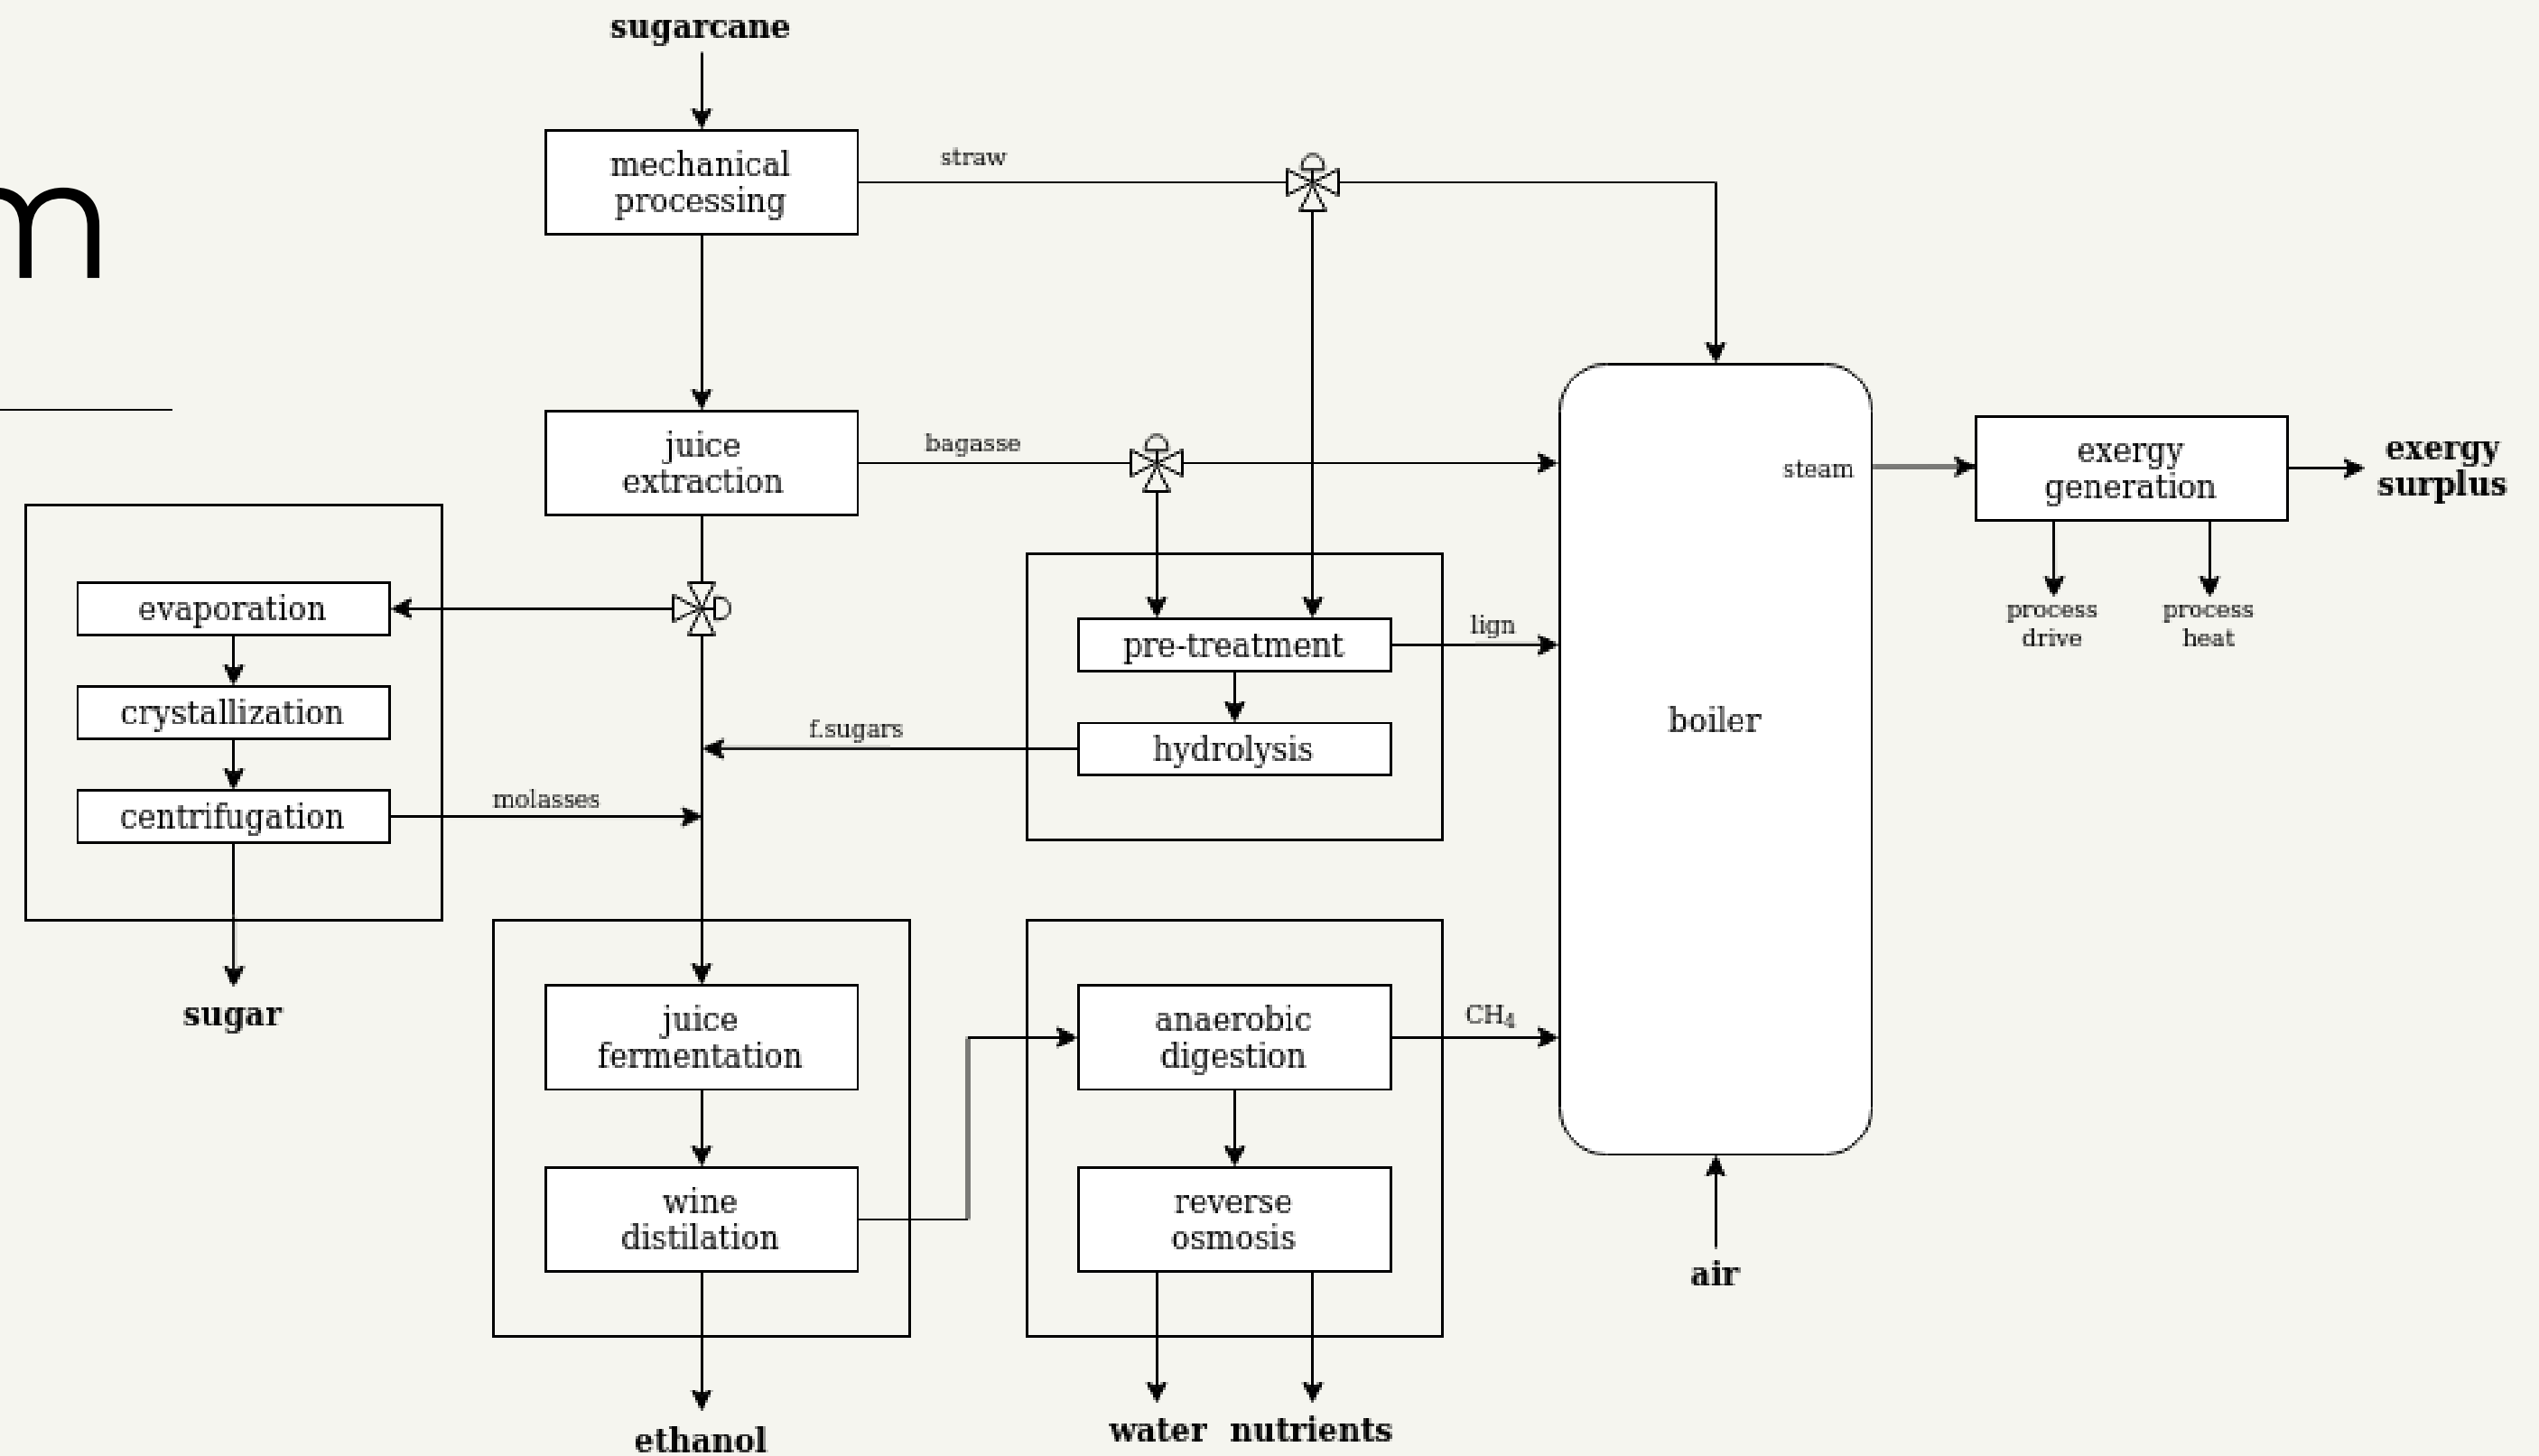 sugarcane
m
mechanical
processing
straw
juice
extraction
bagasse
steam
exergy
generation
exergy
surplus
process
drive
process
heat
evaporation
crystallization
centrifugation
molasses
sugar
pre-treatment
lign
hydrolysis
f.sugars
boiler
juice
fermentation
wine
distilation
anaerobic
digestion
CH₄
reverse
osmosis
air
ethanol
water
nutrients